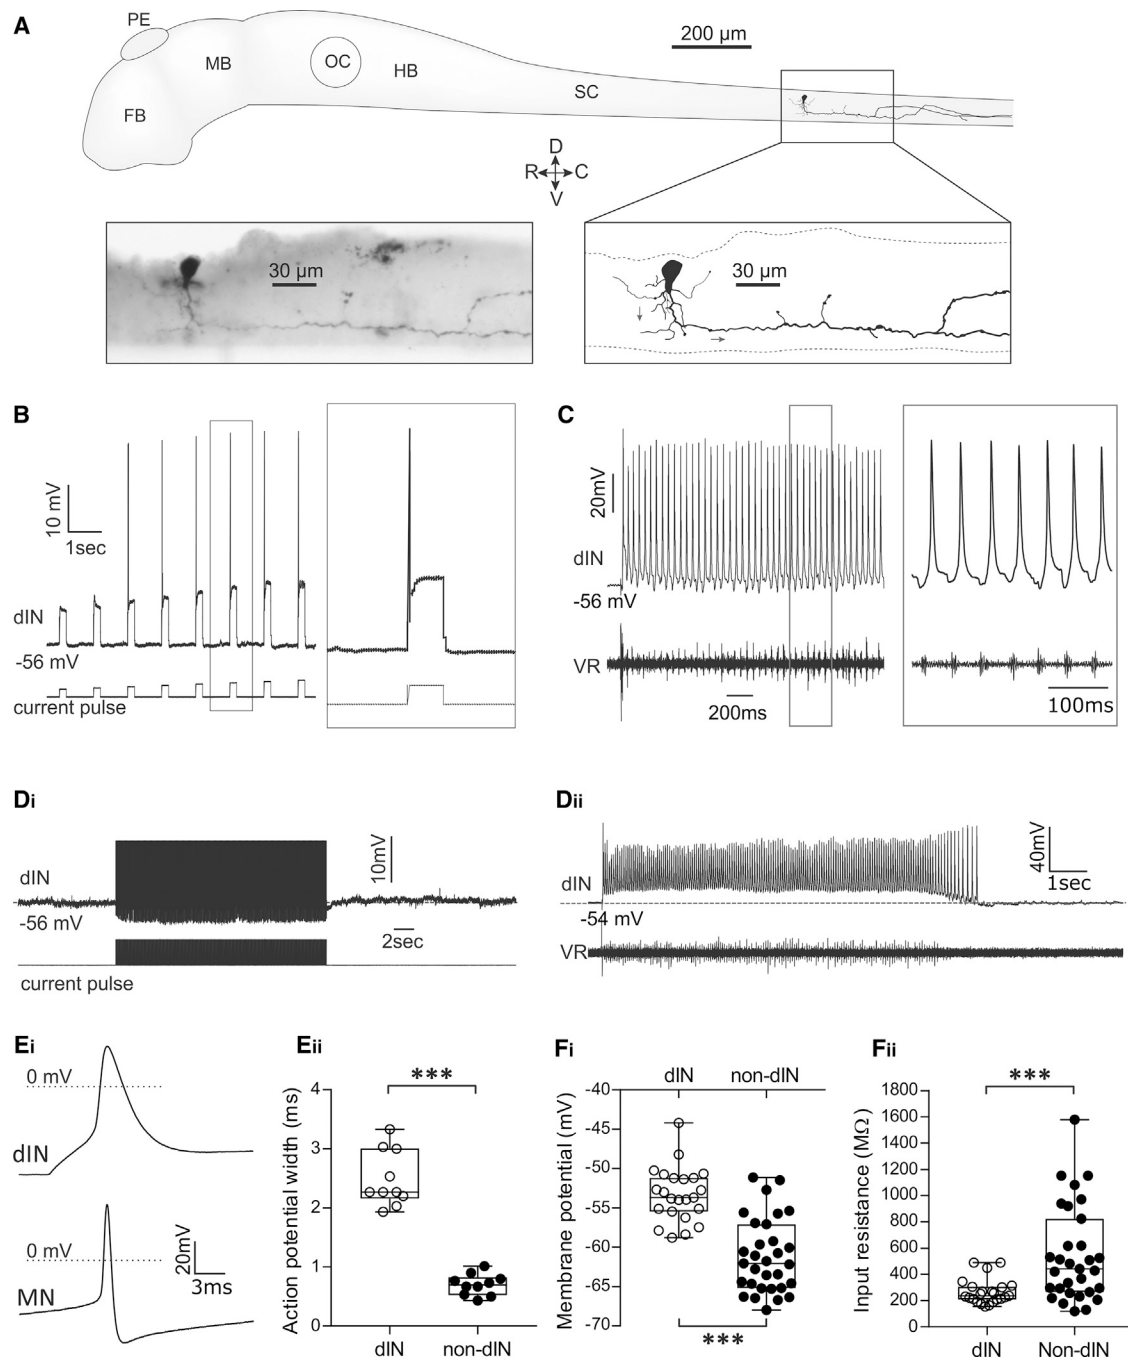 A
PE
MB
OC
HB
FB
SC
200 µm
D
R
C
V
30 µm
30 µm
B
10 mV
1sec
dIN
-56 mV
current pulse
C
20mV
dIN
-56 mV
VR
200ms
100ms
Di
dIN
-56 mV
10mV
2sec
current pulse
Dii
dIN
-54 mV
VR
40mV
1sec
Ei
0 mV
dIN
0 mV
MN
20mV
3ms
Eii
***
Action potential width (ms)
4
3
2
1
0
dIN
non-dIN
Fi
dIN
non-dIN
Membrane potential (mV)
-40
-45
-50
-55
-60
-65
-70
***
Fii
***
Input resistance (MΩ)
1800
1600
1400
1200
1000
800
600
400
200
0
dIN
Non-dIN